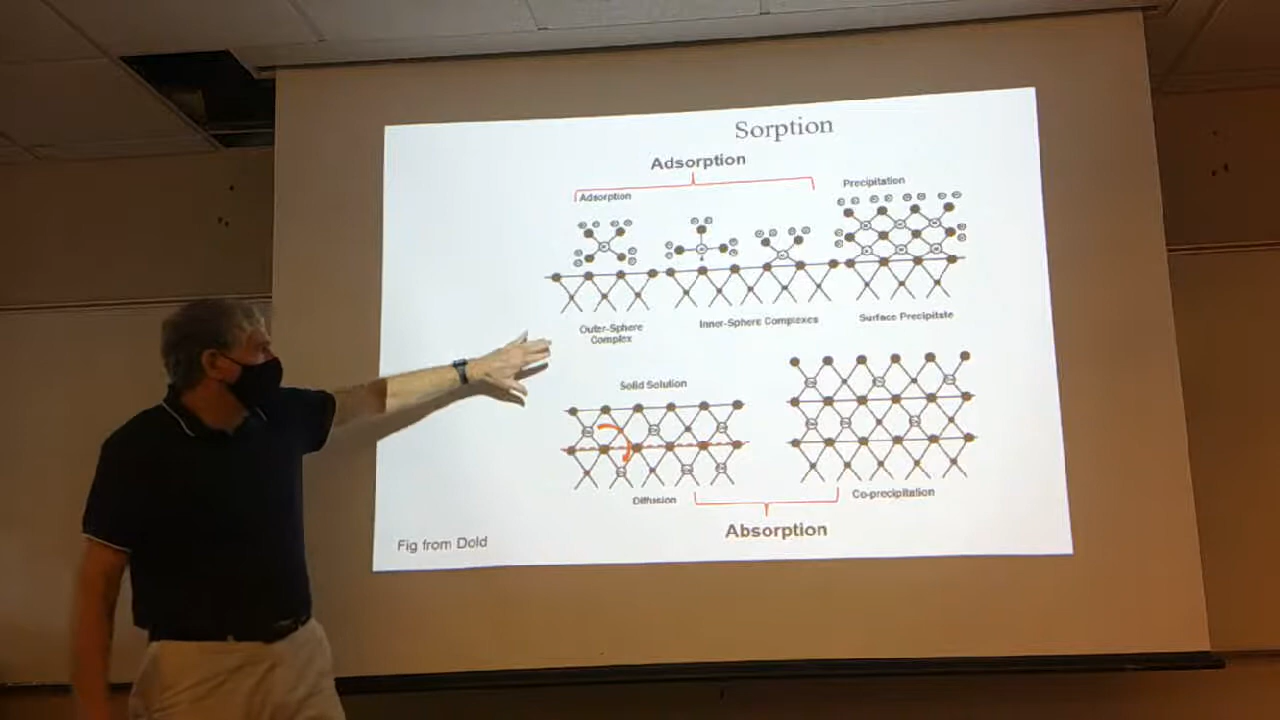 Sorption
Adsorption
Adsorption
Precipitation
Outer-Sphere
Complex
Inner-Sphere Complexes
Surface Precipitate
Solid Solution
Diffusion
Co-precipitation
Absorption
Fig from Dold